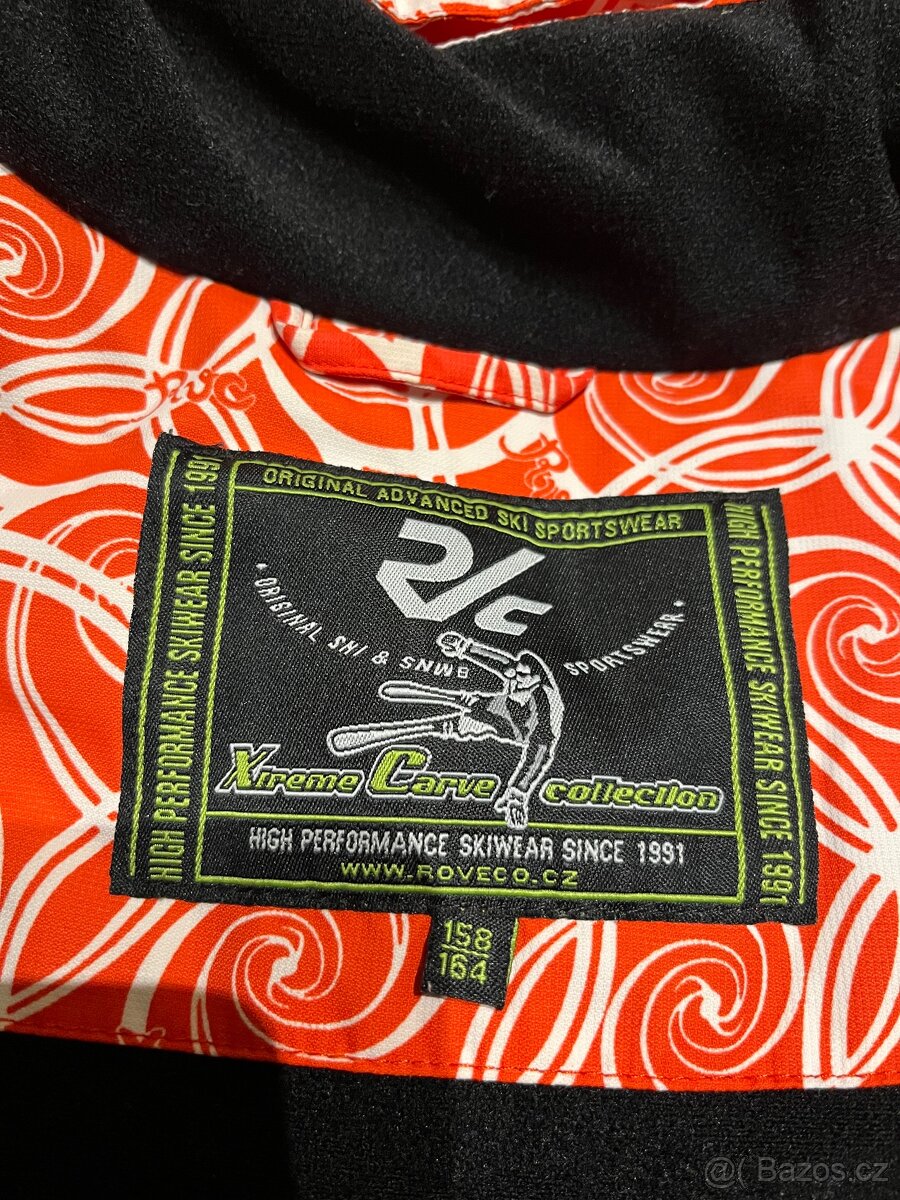 Rvc
ORIGINAL ADVANCED SKI SPORTSWEAR
HIGH PERFORMANCE SKIWEAR SINCE 1991
HIGH PERFORMANCE SKIWEAR SINCE 1991
R/c
• ORIGINAL SKI & SNWB SPORTSWEAR •
Xtreme Carve collection
HIGH PERFORMANCE SKIWEAR SINCE 1991
WWW.ROVECO.CZ
158
164
@( Bazos.cz